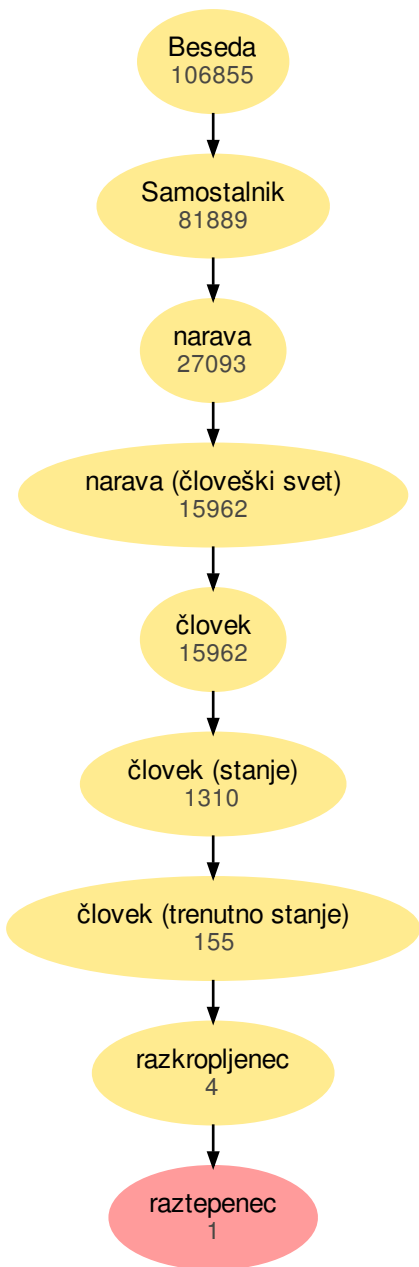 Beseda
106855
Samostalnik
81889
narava
27093
narava (človeški svet)
15962
človek
15962
človek (stanje)
1310
človek (trenutno stanje)
155
razkropljenec
4
raztepenec
1